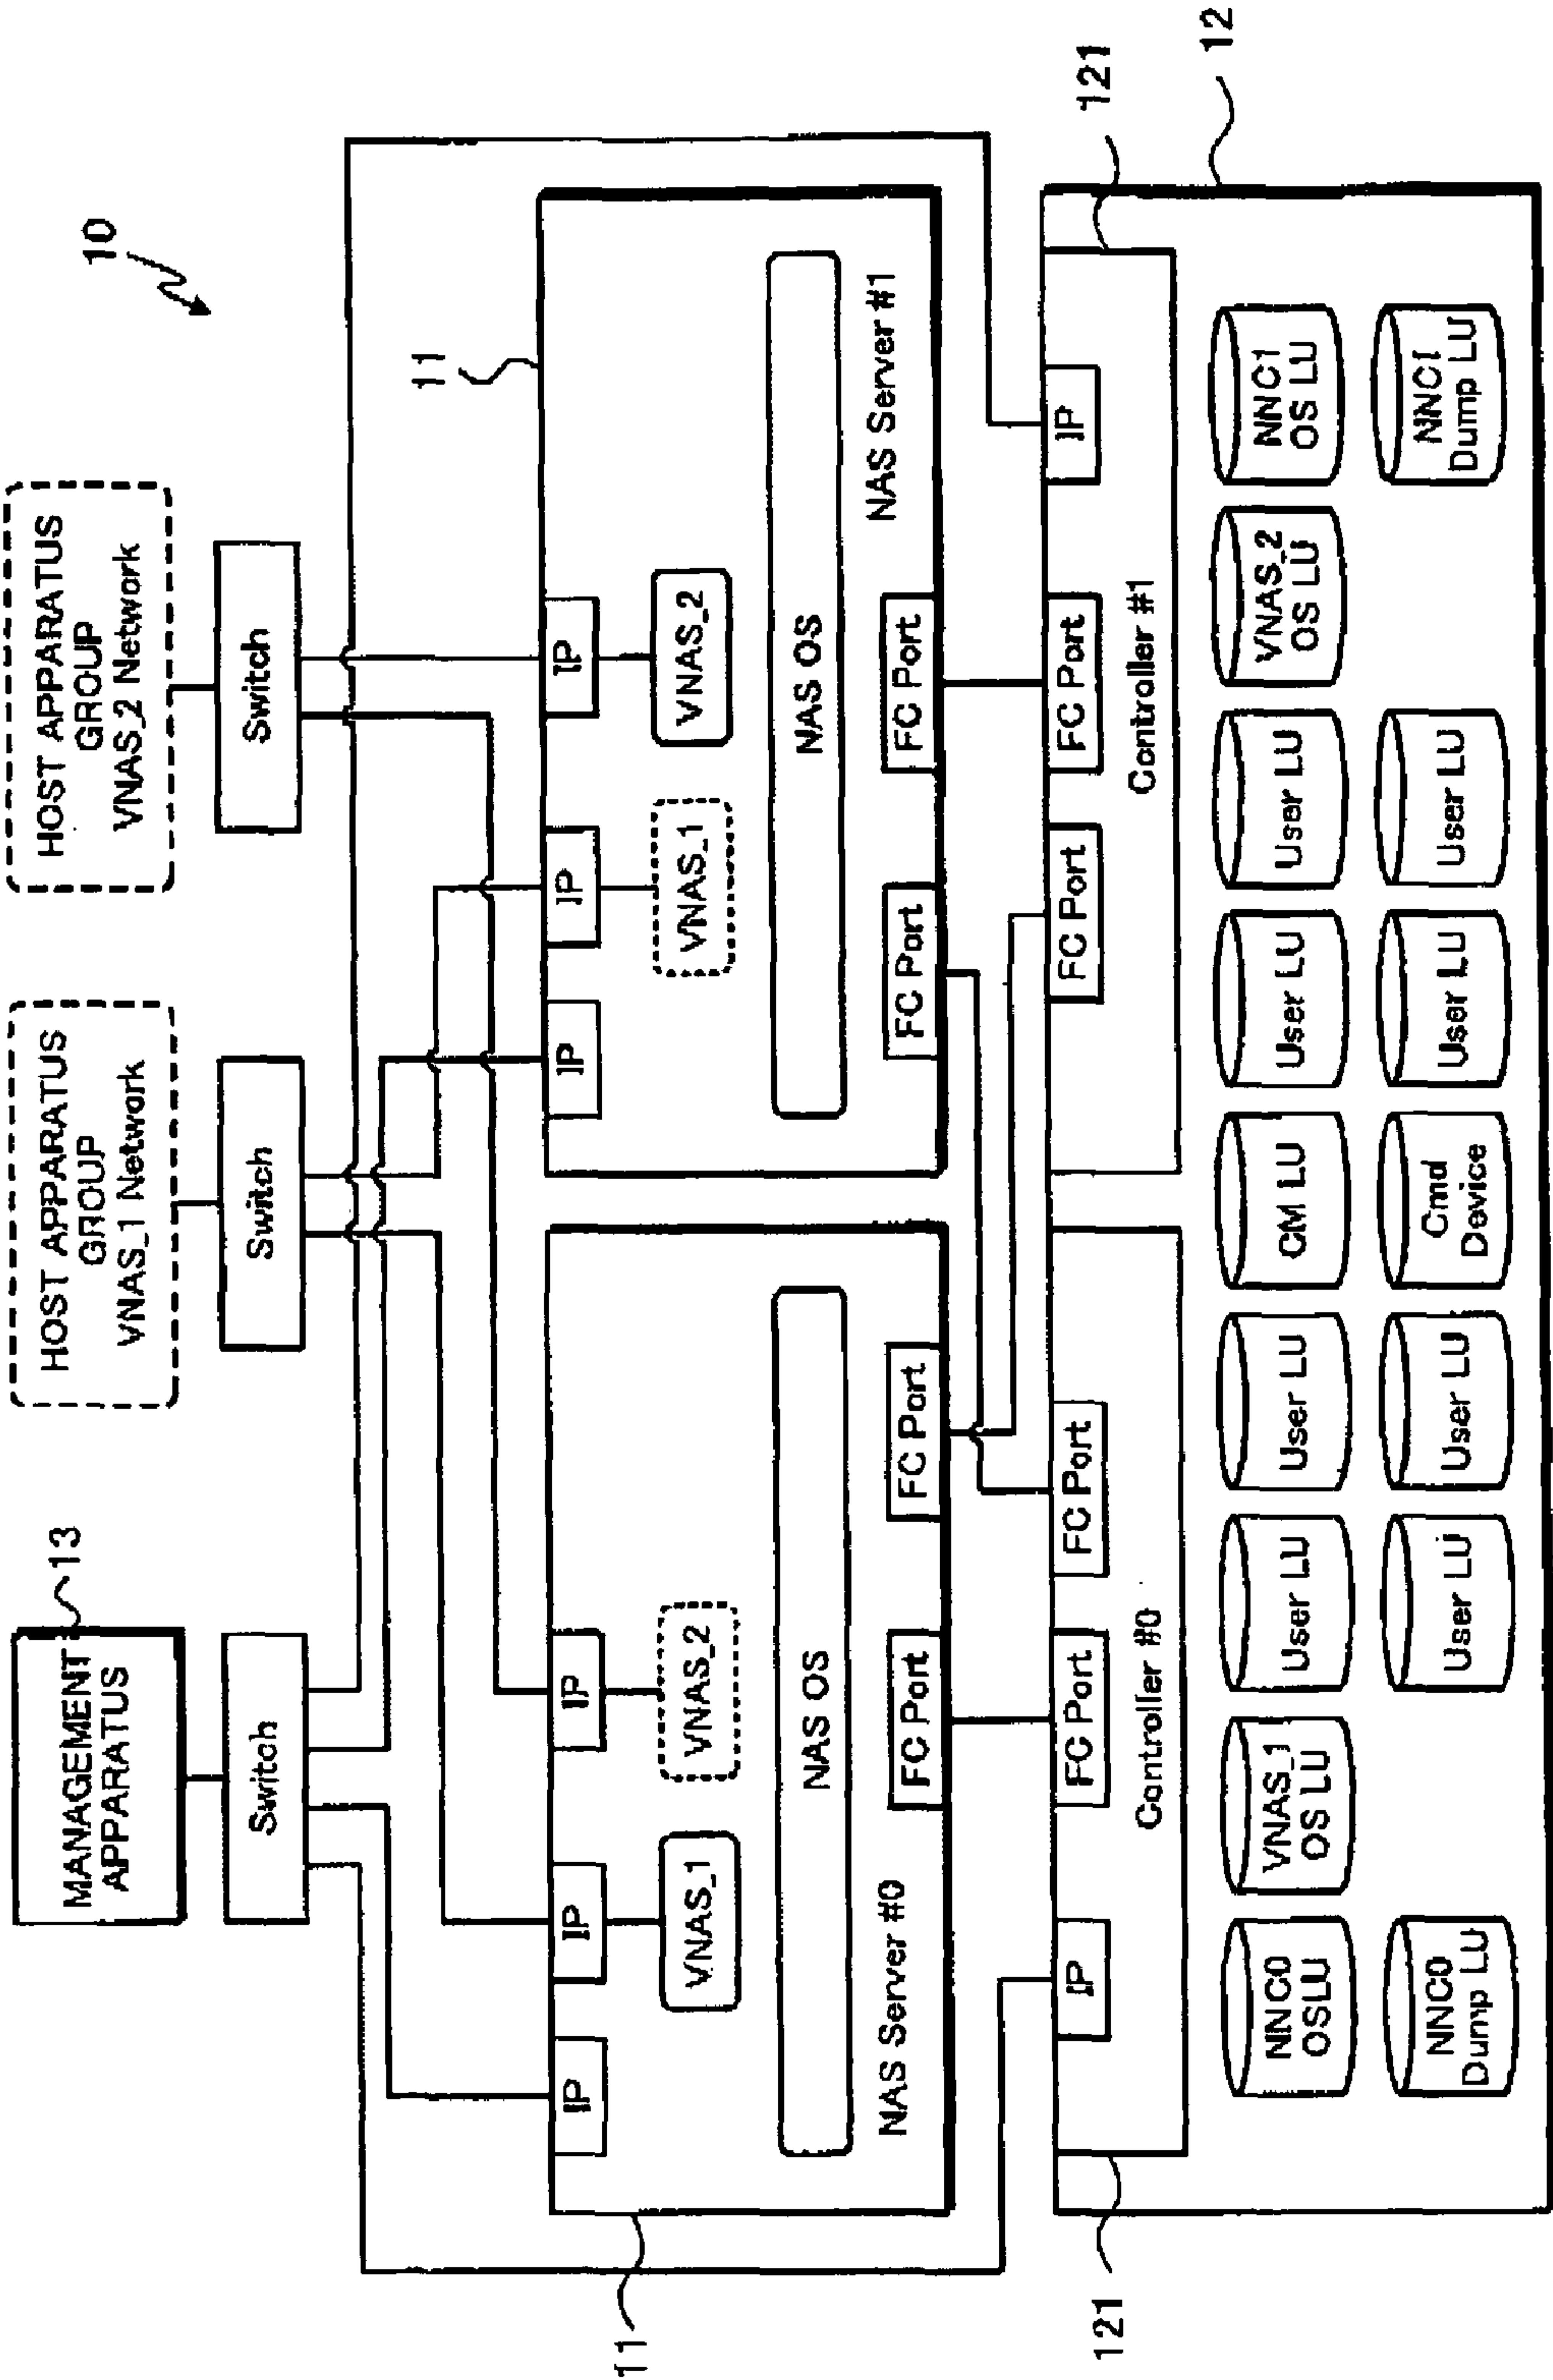 10
MANAGEMENT
APPARATUS
13
HOST APPARATUS
GROUP
VNAS_1 Network
HOST APPARATUS
GROUP
VNAS_2 Network
Switch
Switch
Switch
11
11
IP
IP
IP
VNAS_1
VNAS_2
NAS OS
NAS Server #0
FC Port
FC Port
IP
IP
IP
VNAS_1
VNAS_2
NAS OS
FC Port
FC Port
NAS Server #1
121
IP
FC Port
FC Port
Controller #0
FC Port
FC Port
IP
Controller #1
121
12
NNC0
OSLU
VNAS_1
OS LU
User LU
User LU
CM LU
User LU
User LU
VNAS_2
OS LU
NNC1
OS LU
NNC0
Dump LU
User LU
User LU
Cmd
Device
User LU
User LU
NNC1
Dump LU